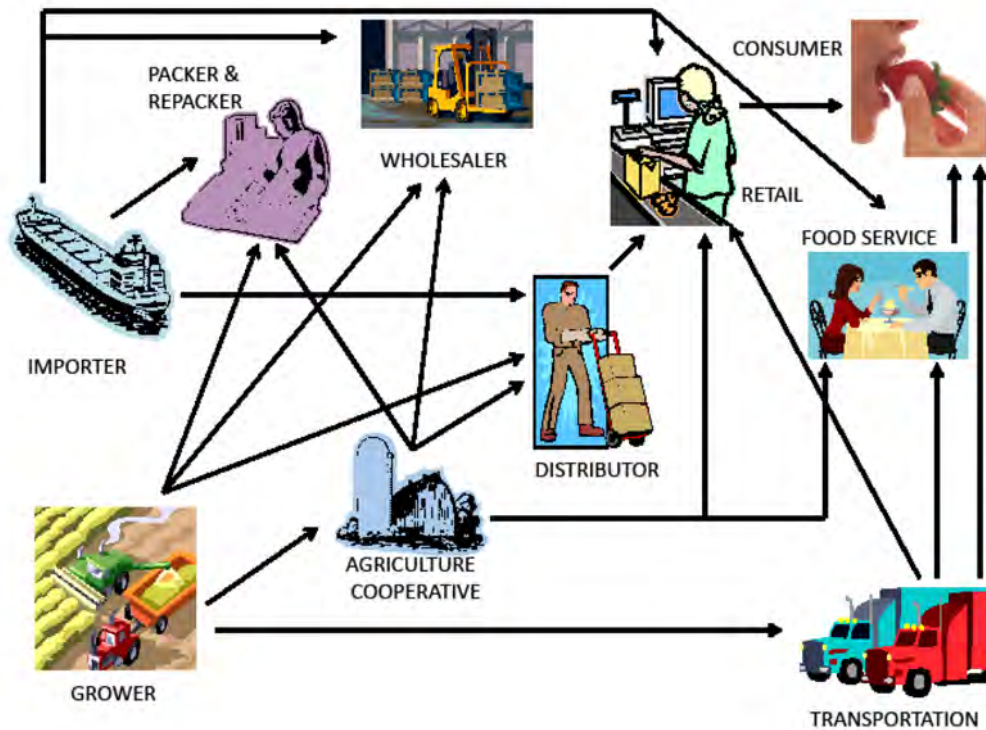 CONSUMER
PACKER &
REPACKER
WHOLESALER
RETAIL
FOOD SERVICE
IMPORTER
DISTRIBUTOR
AGRICULTURE
COOPERATIVE
GROWER
TRANSPORTATION